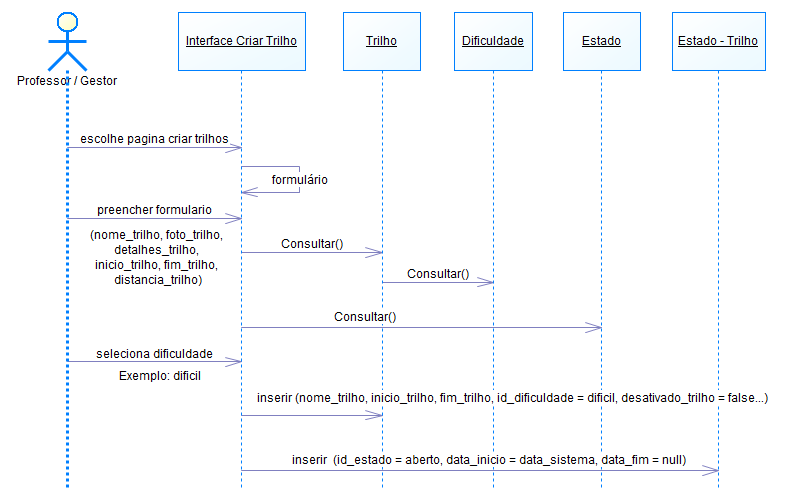 Interface Criar Trilho
Trilho
Dificuldade
Estado
Estado - Trilho
Professor / Gestor
escolhe pagina criar trilhos
formulário
preencher formulario
(nome_trilho, foto_trilho,
detalhes_trilho,
inicio_trilho, fim_trilho,
distancia_trilho)
Consultar()
Consultar()
Consultar()
seleciona dificuldade
Exemplo: dificil
inserir (nome_trilho, inicio_trilho, fim_trilho, id_dificuldade = dificil, desativado_trilho = false...)
inserir (id_estado = aberto, data_inicio = data_sistema, data_fim = null)